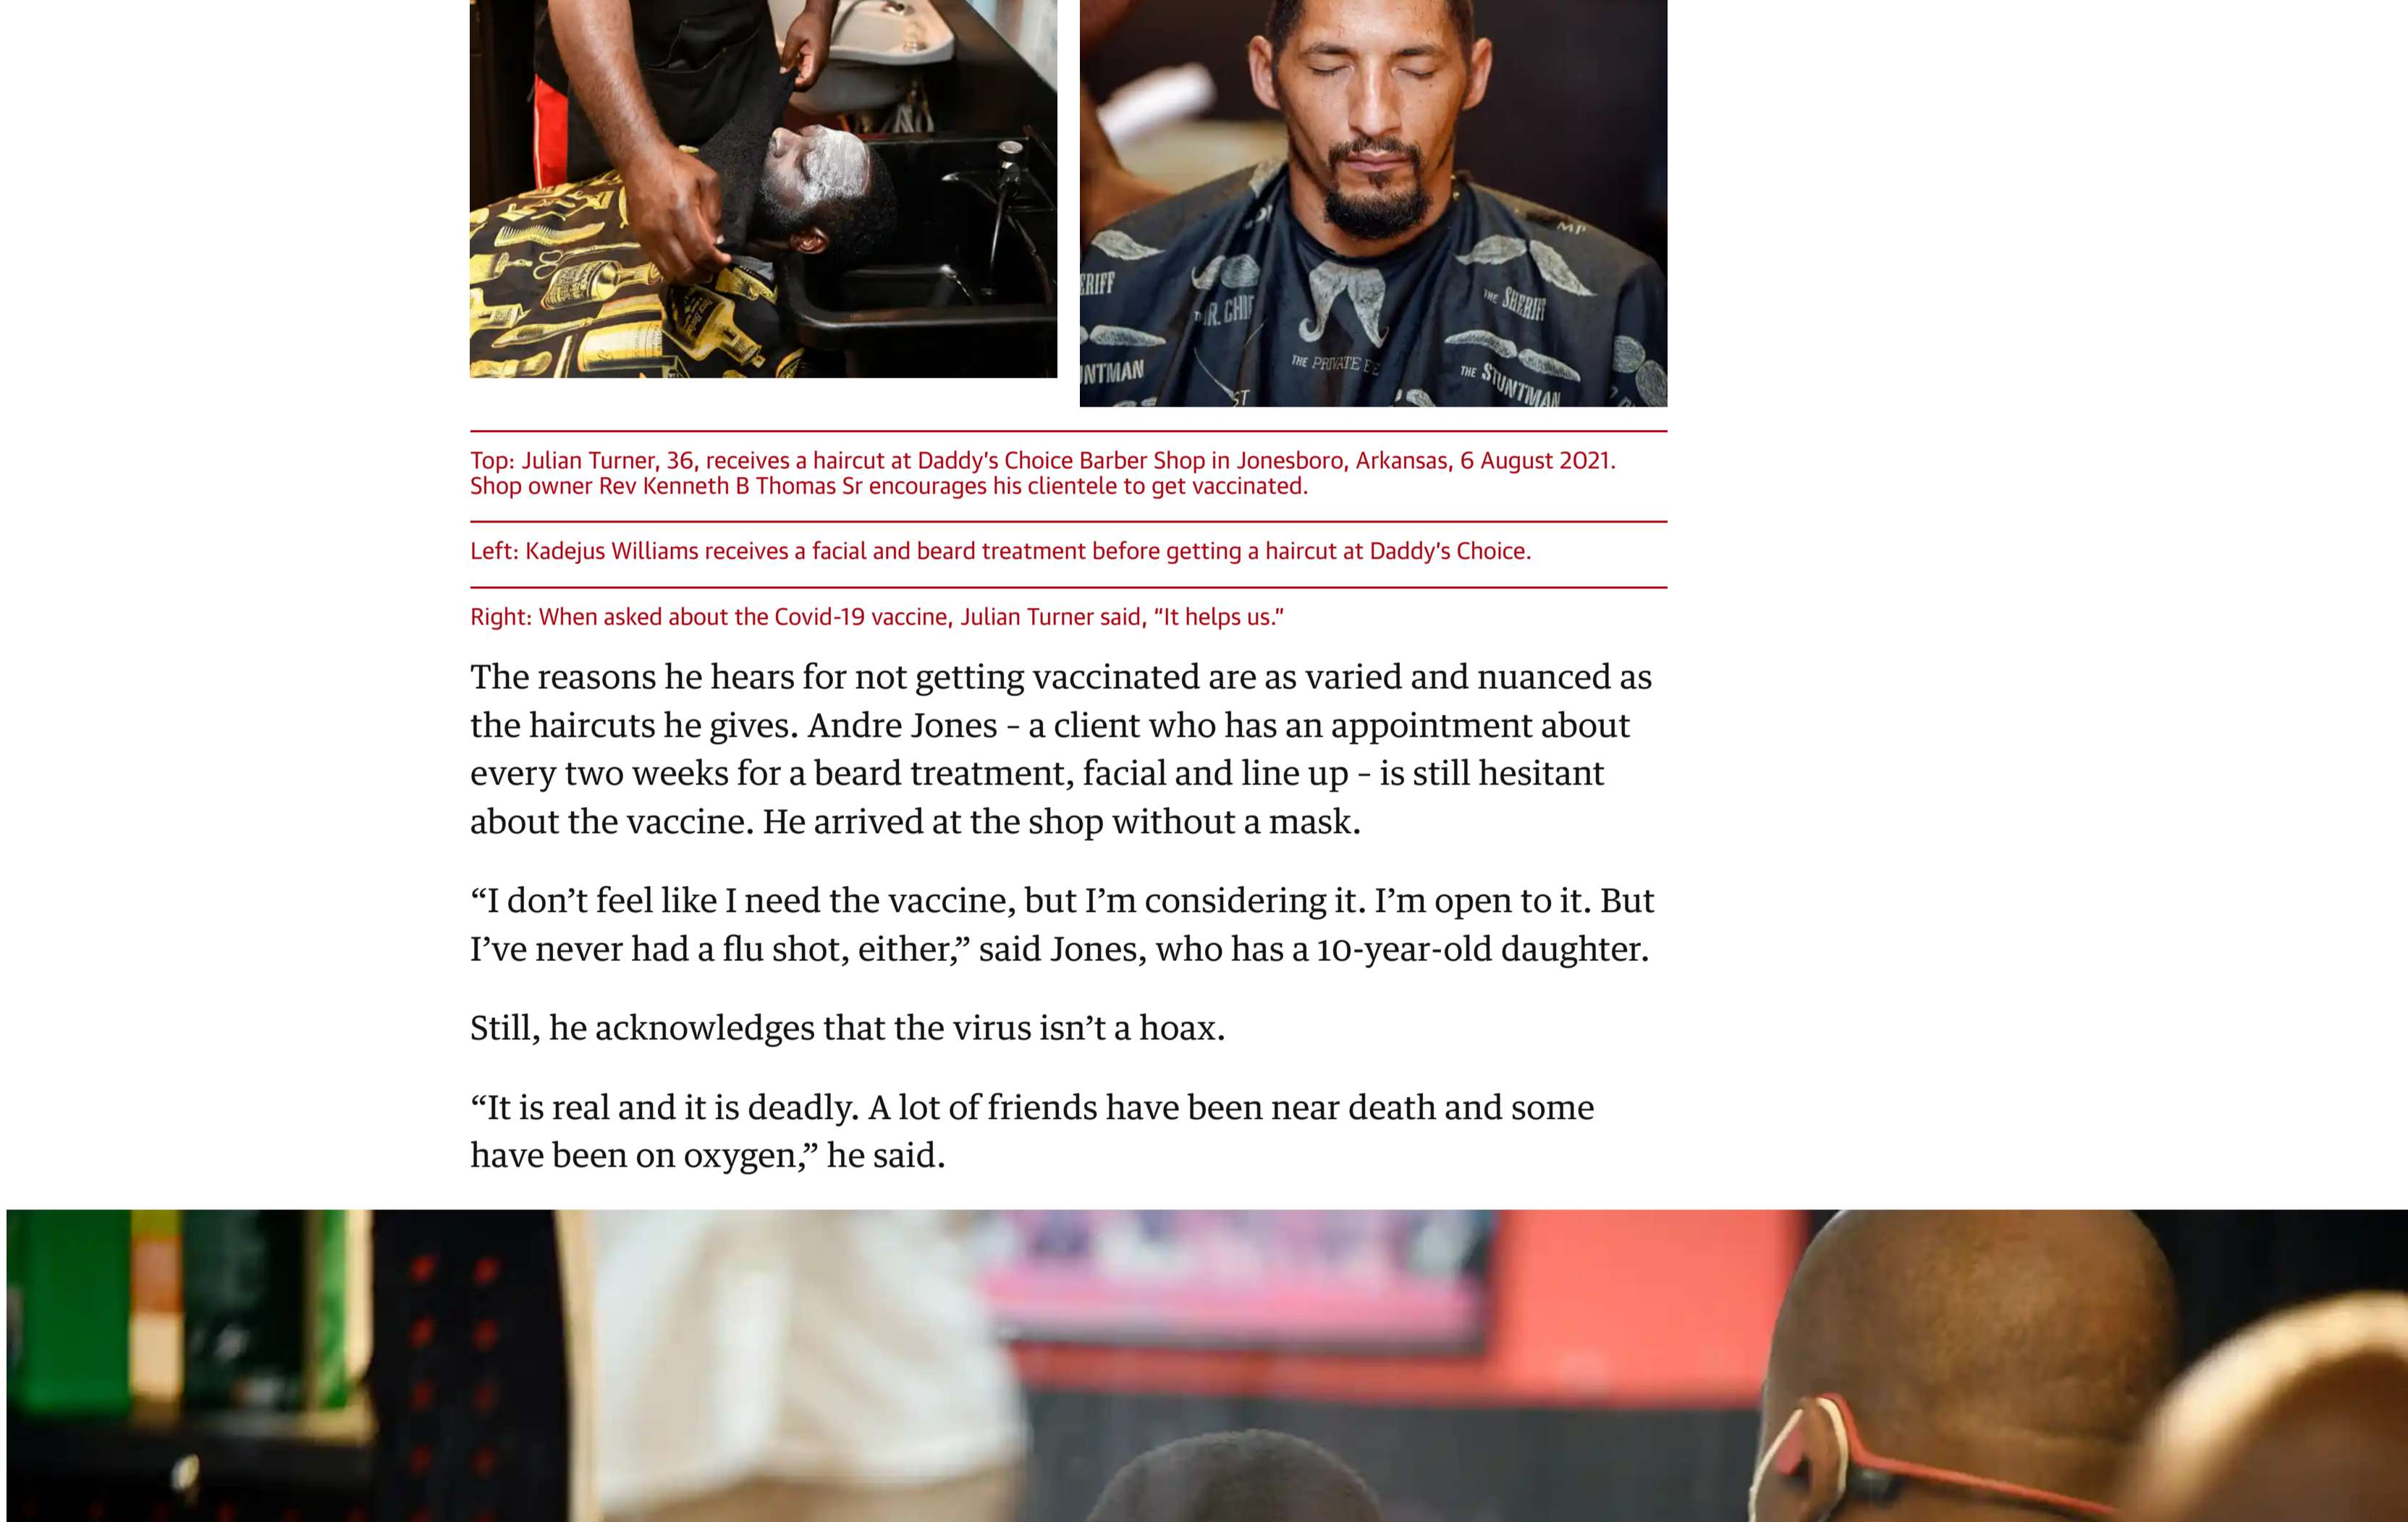 ERIFF
R. CHI
THE SHERIFF
NTMAN
THE PRIVATE EYE
THE STUNTMAN
Top: Julian Turner, 36, receives a haircut at Daddy’s Choice Barber Shop in Jonesboro, Arkansas, 6 August 2021.
Shop owner Rev Kenneth B Thomas Sr encourages his clientele to get vaccinated.
Left: Kadejus Williams receives a facial and beard treatment before getting a haircut at Daddy’s Choice.
Right: When asked about the Covid-19 vaccine, Julian Turner said, “It helps us.”
The reasons he hears for not getting vaccinated are as varied and nuanced as
the haircuts he gives. Andre Jones – a client who has an appointment about
every two weeks for a beard treatment, facial and line up – is still hesitant
about the vaccine. He arrived at the shop without a mask.
“I don’t feel like I need the vaccine, but I’m considering it. I’m open to it. But
I’ve never had a flu shot, either,” said Jones, who has a 10-year-old daughter.
Still, he acknowledges that the virus isn’t a hoax.
“It is real and it is deadly. A lot of friends have been near death and some
have been on oxygen,” he said.